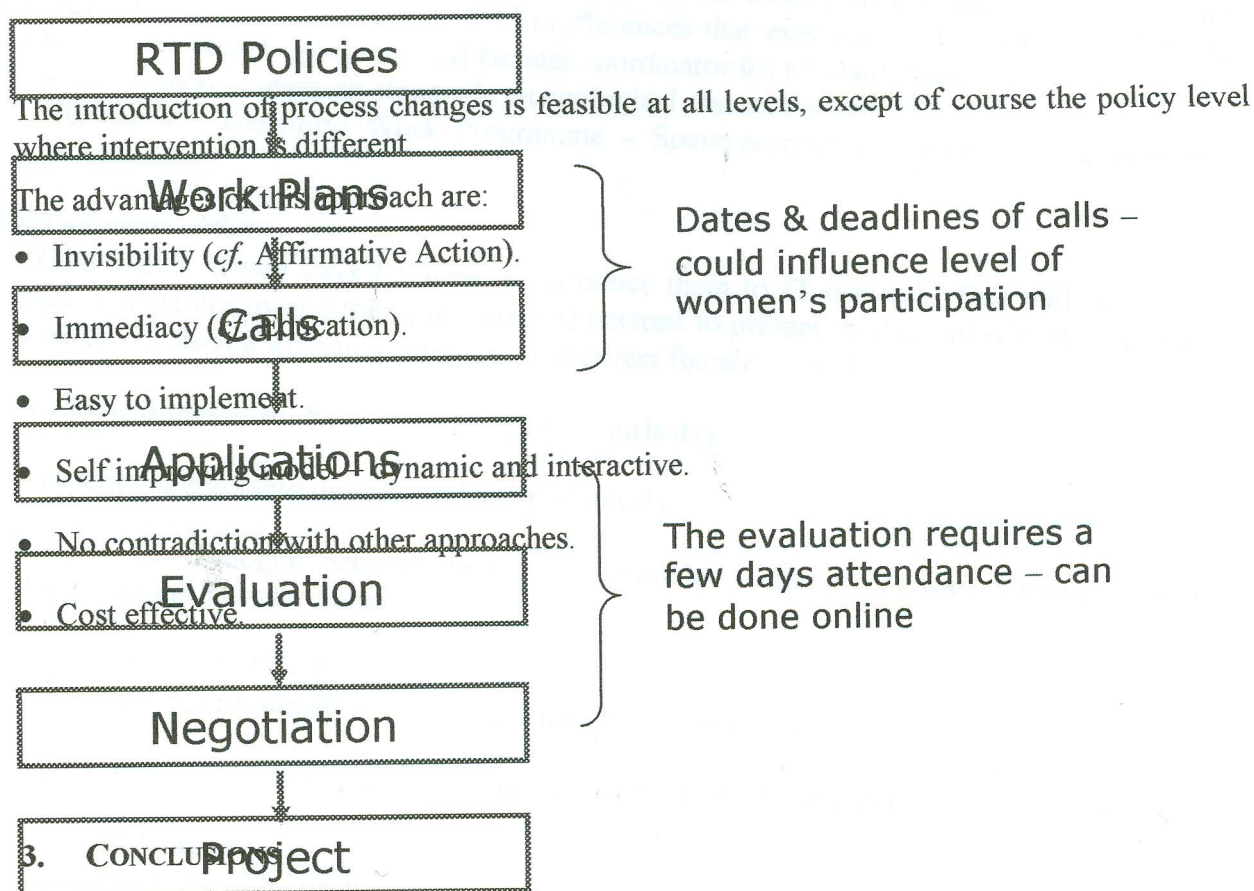 RTD Policies
The introduction of process changes is feasible at all levels, except of course the policy level
where intervention is different
Work Plans
The advantages of this approach are:
• Invisibility (cf. Affirmative Action).
Dates & deadlines of calls –
could influence level of
women's participation
Calls
• Immediacy (cf. Education).
• Easy to implement.
Applications
• Self improving model – dynamic and interactive.
• No contradiction with other approaches.
The evaluation requires a
few days attendance – can
be done online
Evaluation
• Cost effective.
Negotiation
Project
3. CONCLUSIONS